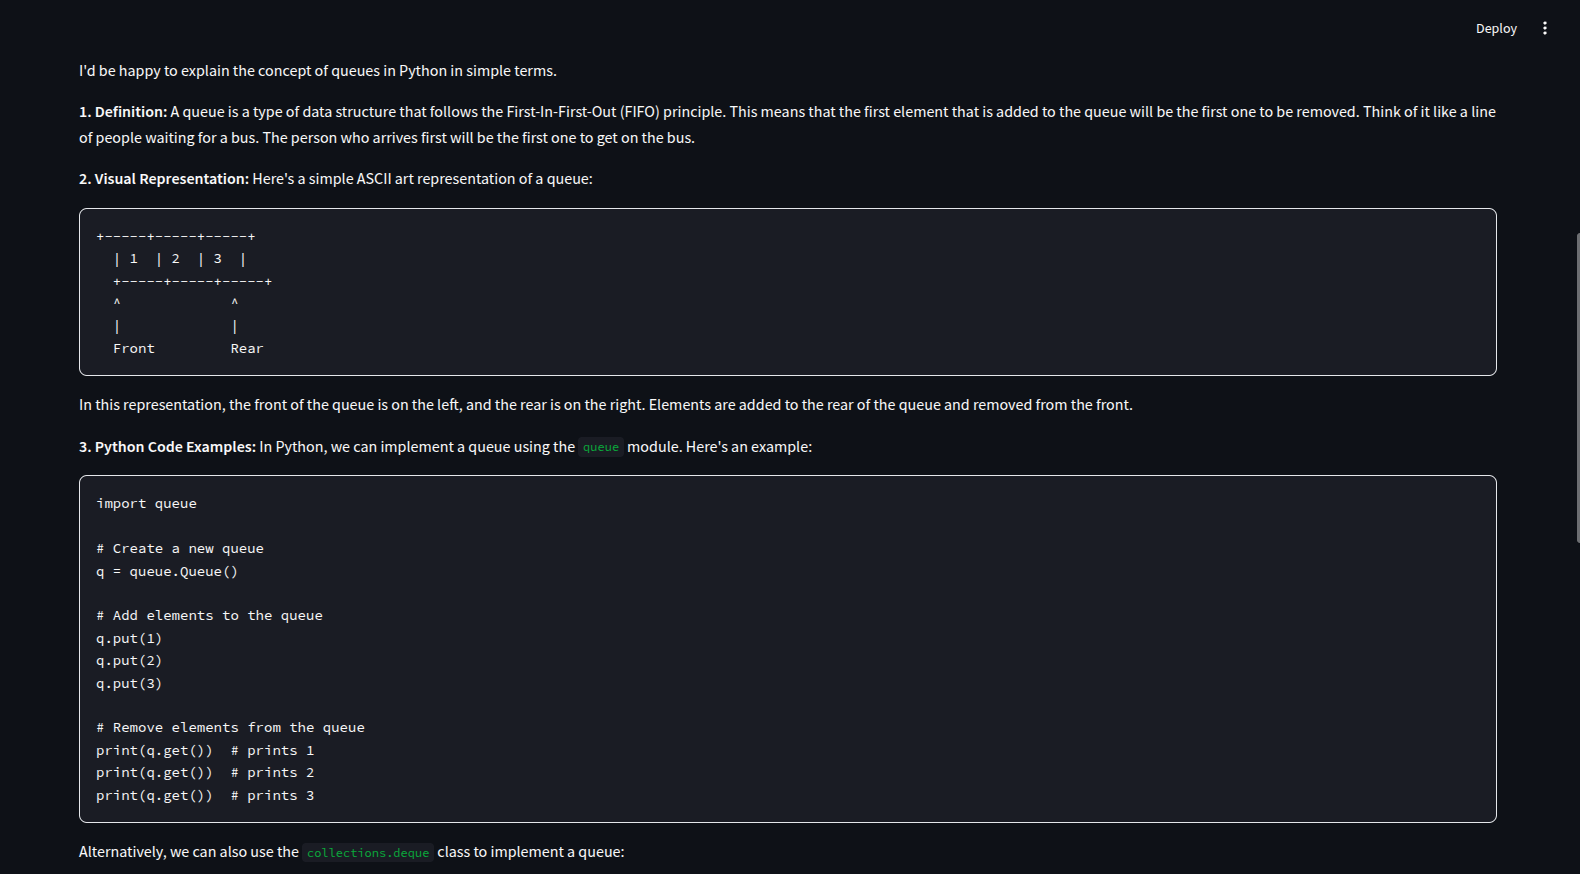 Deploy
I'd be happy to explain the concept of queues in Python in simple terms.
1. Definition: A queue is a type of data structure that follows the First-In-First-Out (FIFO) principle. This means that the first element that is added to the queue will be the first one to be removed. Think of it like a line
of people waiting for a bus. The person who arrives first will be the first one to get on the bus.
2. Visual Representation: Here's a simple ASCII art representation of a queue:
+-----+-----+-----+
  | 1  | 2  | 3  |
  +-----+-----+-----+
  ^             ^
  |             |
  Front         Rear
In this representation, the front of the queue is on the left, and the rear is on the right. Elements are added to the rear of the queue and removed from the front.
3. Python Code Examples: In Python, we can implement a queue using the queue module. Here's an example:
import queue
# Create a new queue
q = queue.Queue()
# Add elements to the queue
q.put(1)
q.put(2)
q.put(3)
# Remove elements from the queue
print(q.get())  # prints 1
print(q.get())  # prints 2
print(q.get())  # prints 3
Alternatively, we can also use the collections.deque class to implement a queue: